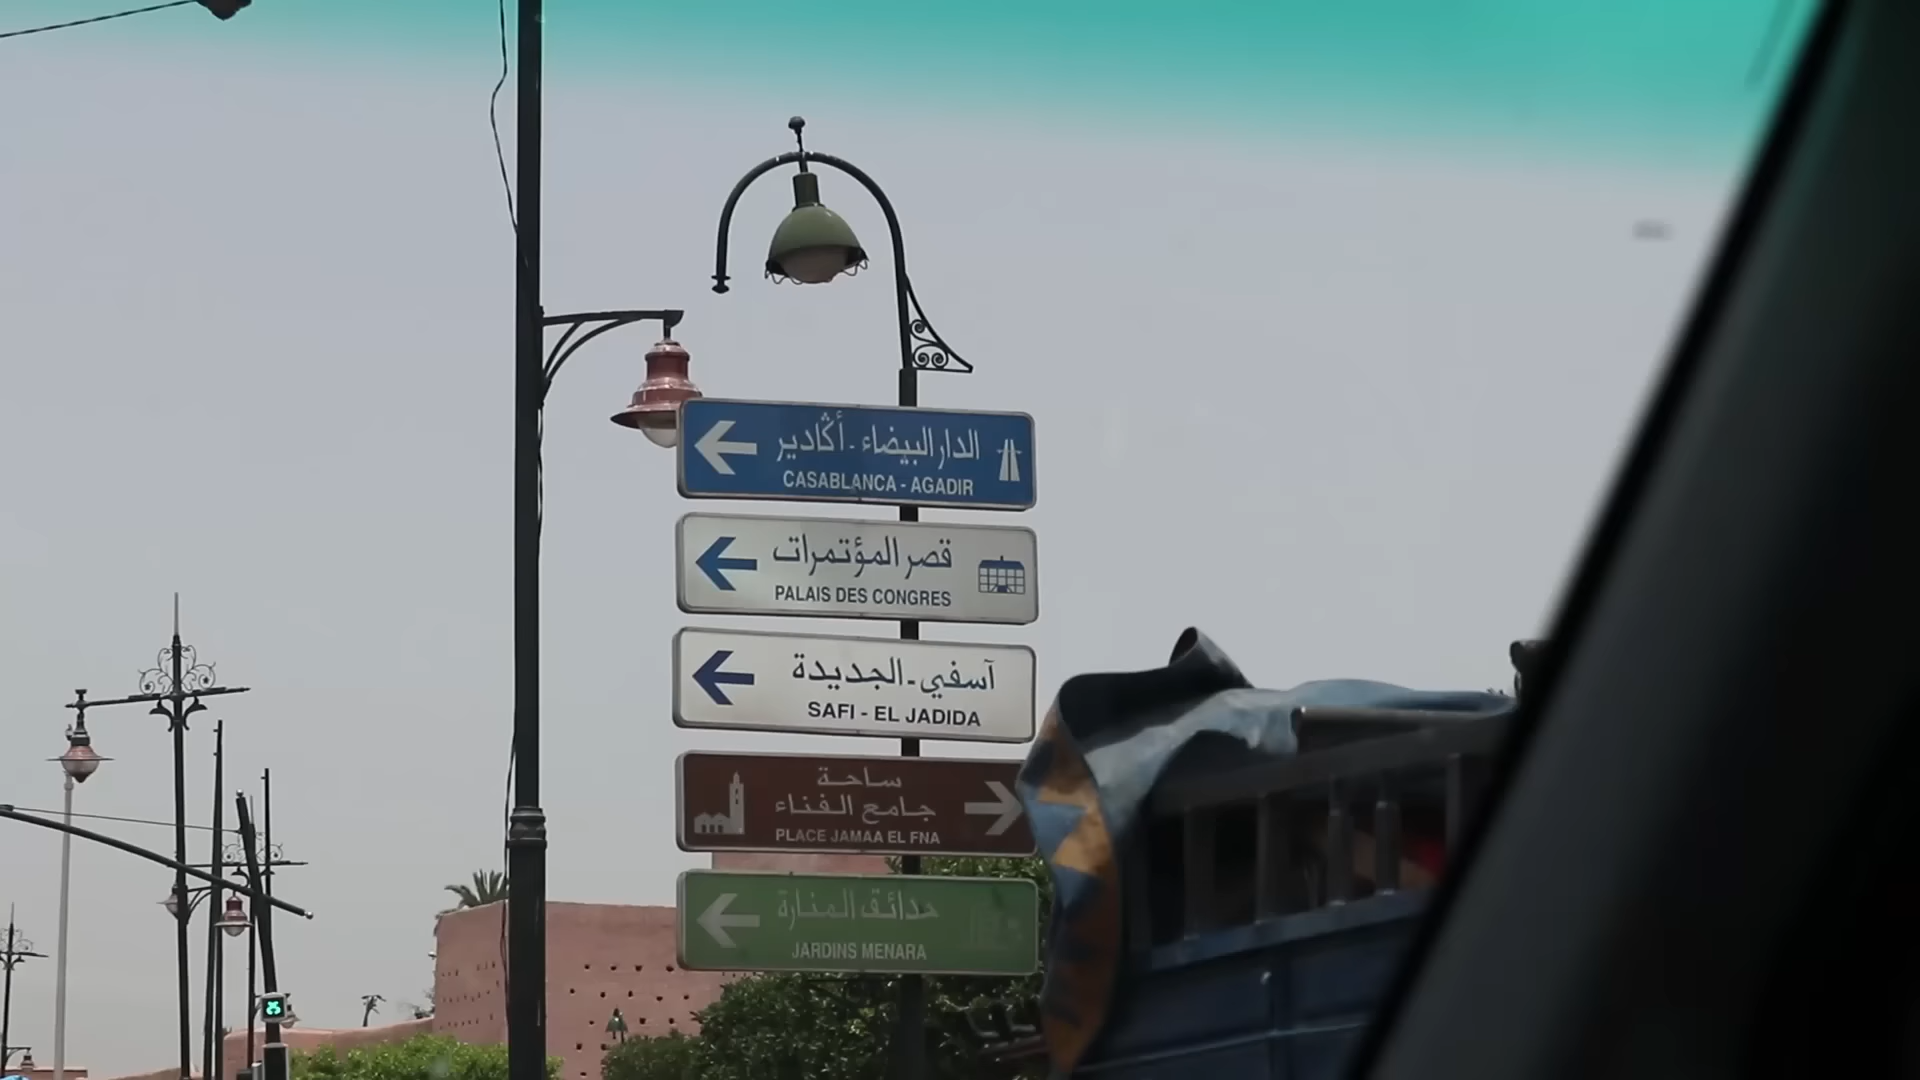 الدار البيضاء - أڭادير
CASABLANCA - AGADIR
قصر المؤتمرات
PALAIS DES CONGRES
آسفي - الجديدة
SAFI - EL JADIDA
ساحة
جامع الفناء
PLACE JAMAA EL FNA
حدائق المنارة
JARDINS MENARA